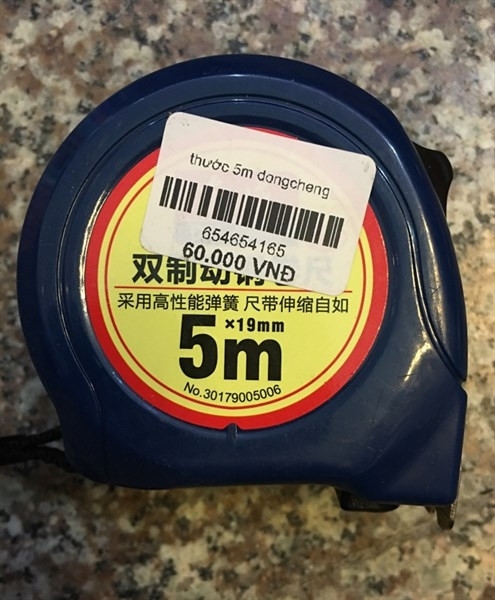 thước 5m dongcheng
654654165
60.000 VNĐ
双制动钢
采用高性能弹簧 尺带伸缩自如
5m ×19mm
No.30179005006